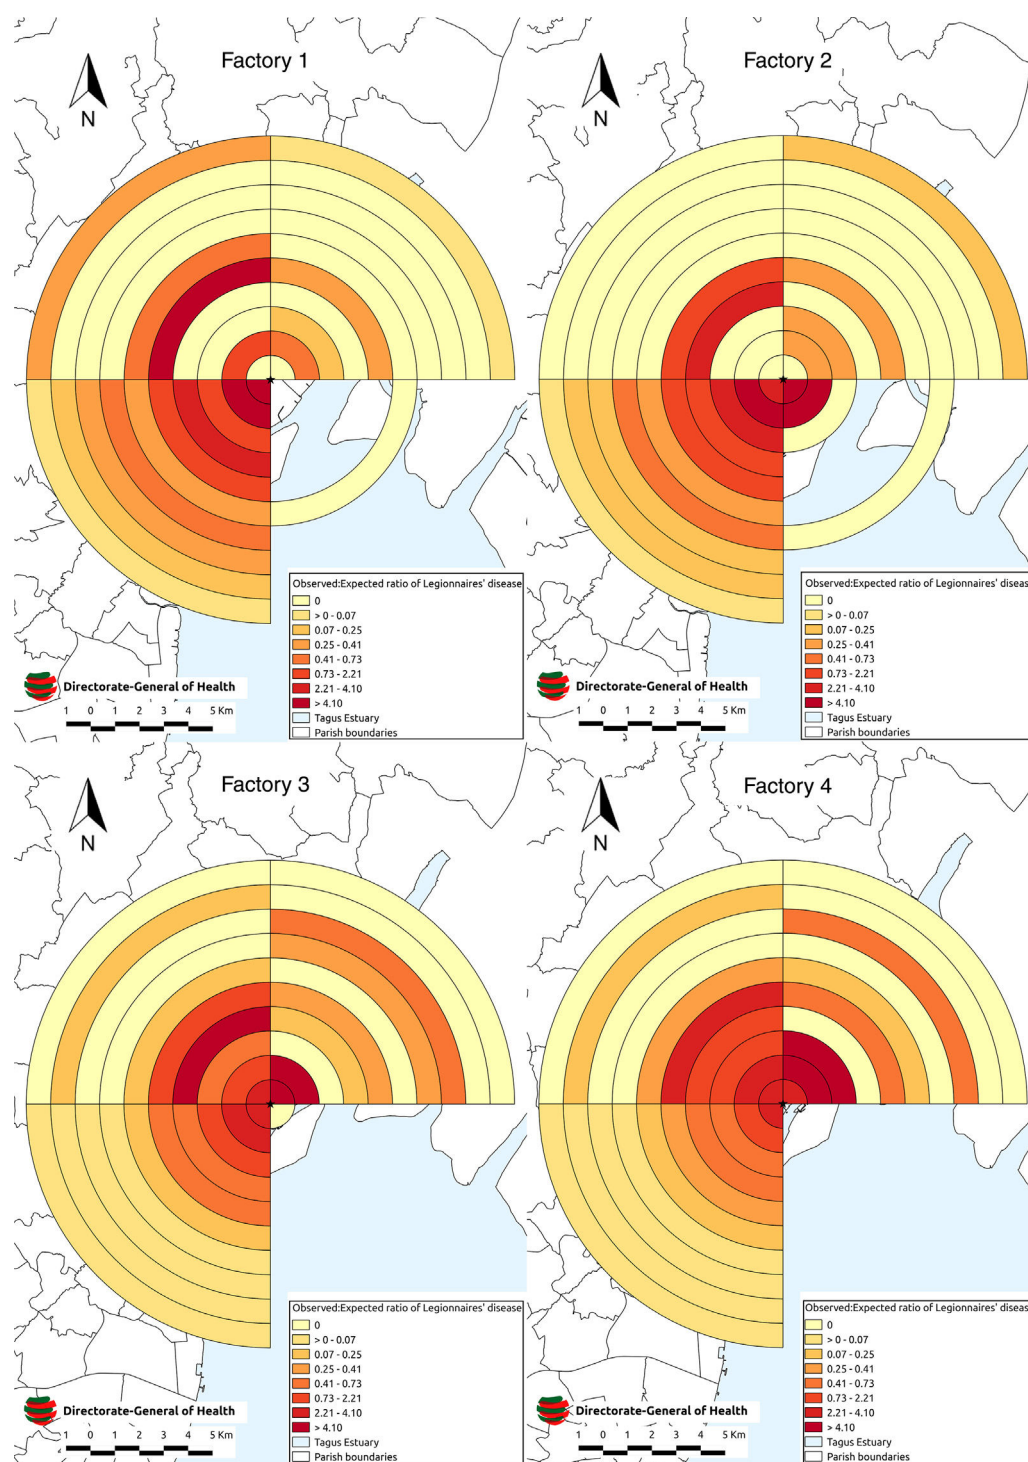 Factory 1
N
Observed:Expected ratio of Legionnaires' disease
0
> 0 - 0.07
0.07 - 0.25
0.25 - 0.41
0.41 - 0.73
0.73 - 2.21
2.21 - 4.10
> 4.10
Tagus Estuary
Parish boundaries
Directorate-General of Health
1 0 1 2 3 4 5 Km
Factory 2
N
Observed:Expected ratio of Legionnaires' diseas
0
> 0 - 0.07
0.07 - 0.25
0.25 - 0.41
0.41 - 0.73
0.73 - 2.21
2.21 - 4.10
> 4.10
Tagus Estuary
Parish boundaries
Directorate-General of Health
1 0 1 2 3 4 5 Km
Factory 3
N
Observed:Expected ratio of Legionnaires' disease
0
> 0 - 0.07
0.07 - 0.25
0.25 - 0.41
0.41 - 0.73
0.73 - 2.21
2.21 - 4.10
> 4.10
Tagus Estuary
Parish boundaries
Directorate-General of Health
1 0 1 2 3 4 5 Km
Factory 4
N
Observed:Expected ratio of Legionnaires' disease
0
> 0 - 0.07
0.07 - 0.25
0.25 - 0.41
0.41 - 0.73
0.73 - 2.21
2.21 - 4.10
> 4.10
Tagus Estuary
Parish boundaries
Directorate-General of Health
1 0 1 2 3 4 5 Km